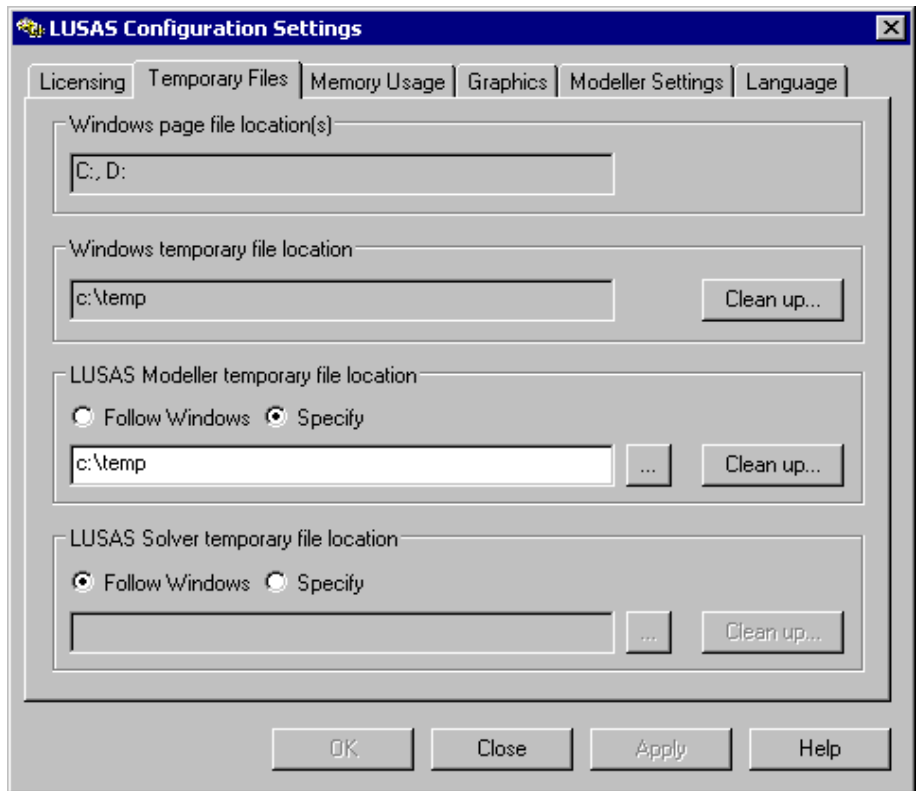 LUSAS Configuration Settings
Licensing Temporary Files Memory Usage Graphics Modeller Settings Language
Windows page file location(s)
C:, D:
Windows temporary file location
c:\temp Clean up...
LUSAS Modeller temporary file location
Follow Windows Specify
c:\temp ... Clean up...
LUSAS Solver temporary file location
Follow Windows Specify
... Clean up...
OK Close Apply Help